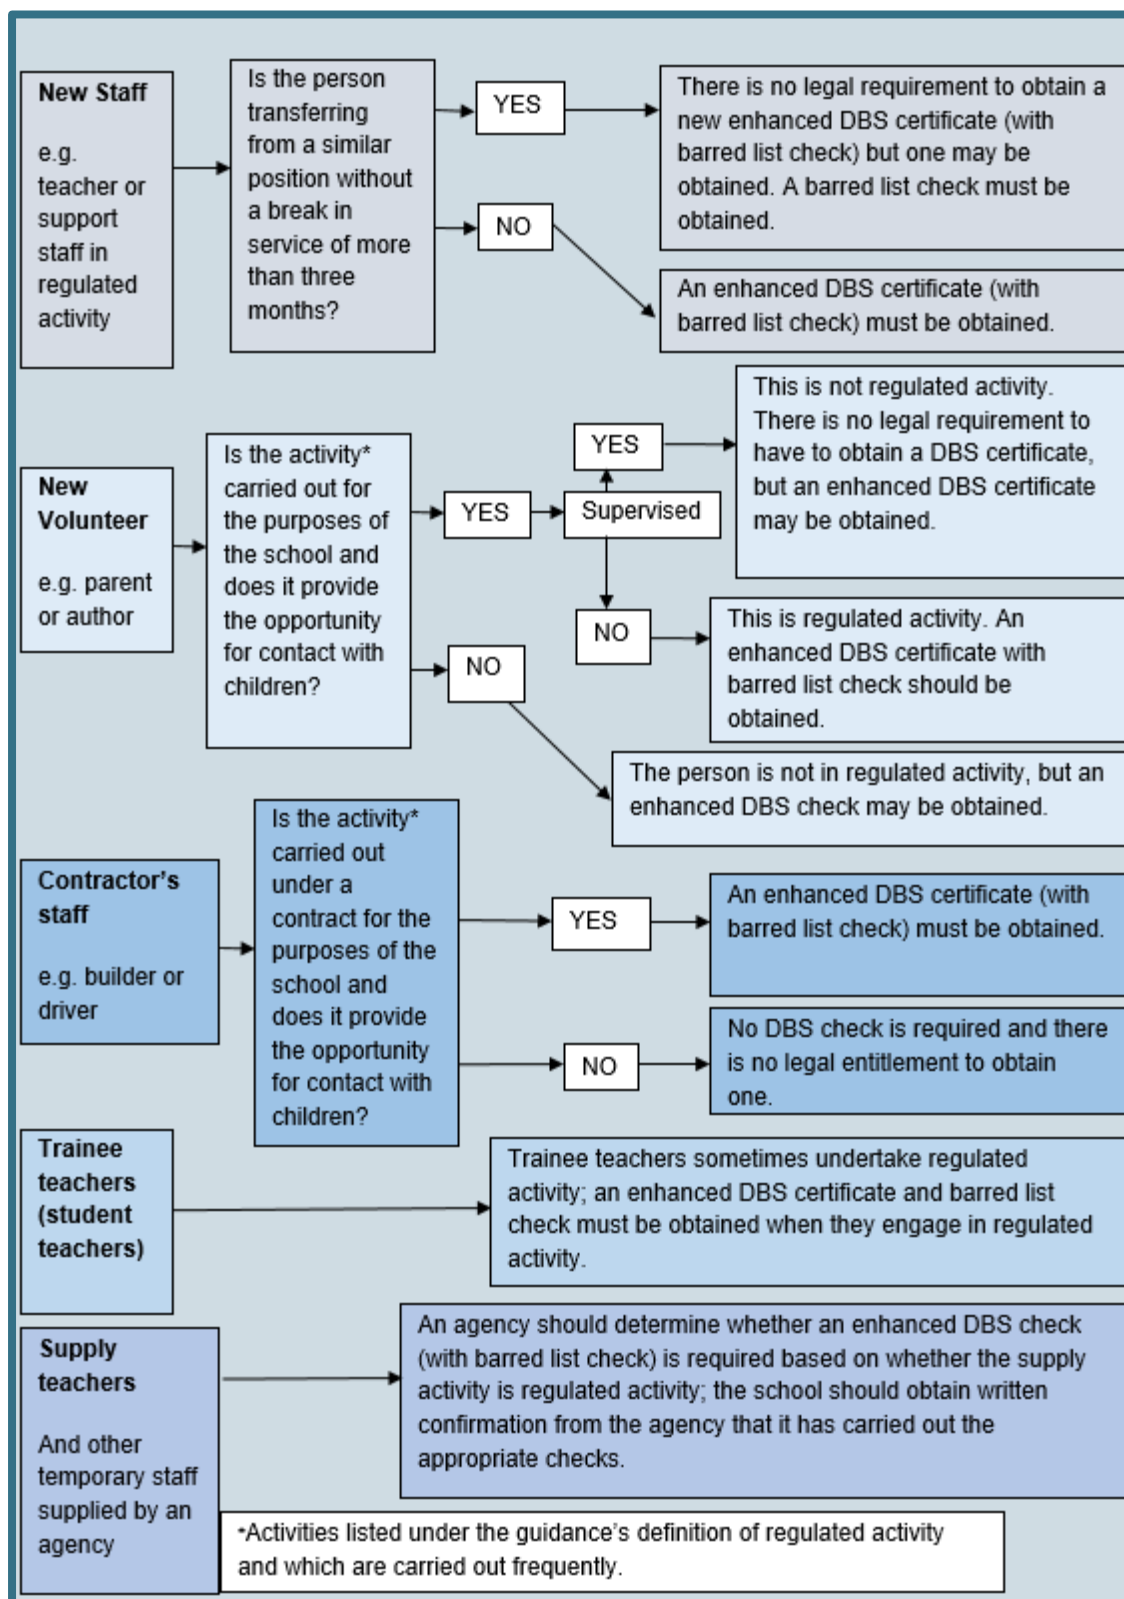 New Staff
e.g.
teacher or
support
staff in
regulated
activity
Is the person
transferring
from a similar
position without
a break in
service of more
than three
months?
YES
There is no legal requirement to obtain a
new enhanced DBS certificate (with
barred list check) but one may be
obtained. A barred list check must be
obtained.
NO
An enhanced DBS certificate (with
barred list check) must be obtained.
New
Volunteer
e.g. parent
or author
Is the activity*
carried out for
the purposes of
the school and
does it provide
the opportunity
for contact with
children?
YES
Supervised
YES
This is not regulated activity.
There is no legal requirement to
have to obtain a DBS certificate,
but an enhanced DBS certificate
may be obtained.
NO
This is regulated activity. An
enhanced DBS certificate with
barred list check should be
obtained.
NO
The person is not in regulated activity, but an
enhanced DBS check may be obtained.
Contractor's
staff
e.g. builder or
driver
Is the activity*
carried out
under a
contract for the
purposes of the
school and
does it provide
the opportunity
for contact with
children?
YES
An enhanced DBS certificate (with
barred list check) must be obtained.
NO
No DBS check is required and there
is no legal entitlement to obtain
one.
Trainee
teachers
(student
teachers)
Trainee teachers sometimes undertake regulated
activity; an enhanced DBS certificate and barred list
check must be obtained when they engage in regulated
activity.
Supply
teachers
And other
temporary staff
supplied by an
agency
An agency should determine whether an enhanced DBS check
(with barred list check) is required based on whether the supply
activity is regulated activity; the school should obtain written
confirmation from the agency that it has carried out the
appropriate checks.
*Activities listed under the guidance's definition of regulated activity
and which are carried out frequently.